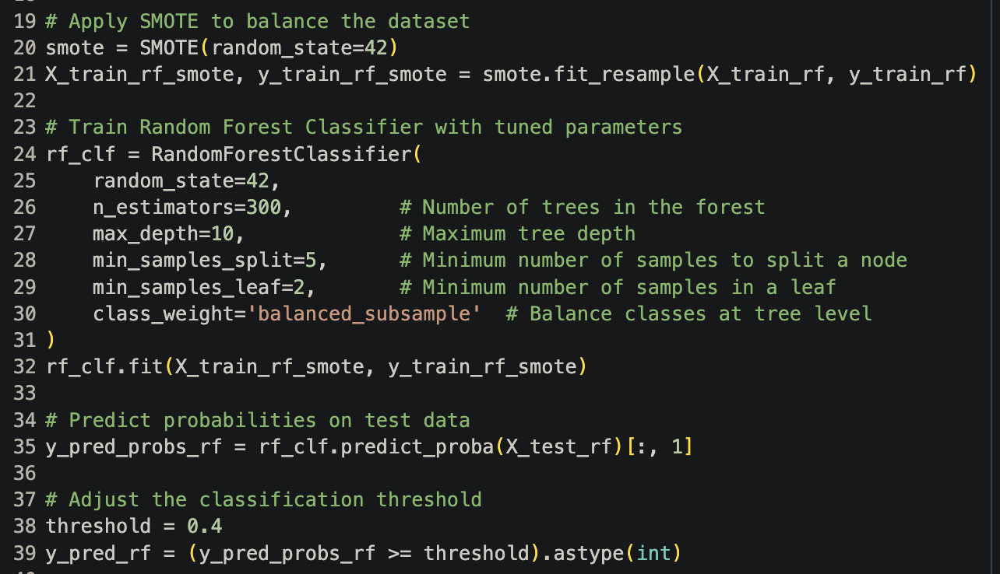 19 # Apply SMOTE to balance the dataset
20 smote = SMOTE(random_state=42)
21 X_train_rf_smote, y_train_rf_smote = smote.fit_resample(X_train_rf, y_train_rf)
22
23 # Train Random Forest Classifier with tuned parameters
24 rf_clf = RandomForestClassifier(
25     random_state=42,
26     n_estimators=300,         # Number of trees in the forest
27     max_depth=10,             # Maximum tree depth
28     min_samples_split=5,      # Minimum number of samples to split a node
29     min_samples_leaf=2,       # Minimum number of samples in a leaf
30     class_weight='balanced_subsample'  # Balance classes at tree level
31 )
32 rf_clf.fit(X_train_rf_smote, y_train_rf_smote)
33
34 # Predict probabilities on test data
35 y_pred_probs_rf = rf_clf.predict_proba(X_test_rf)[:, 1]
36
37 # Adjust the classification threshold
38 threshold = 0.4
39 y_pred_rf = (y_pred_probs_rf >= threshold).astype(int)